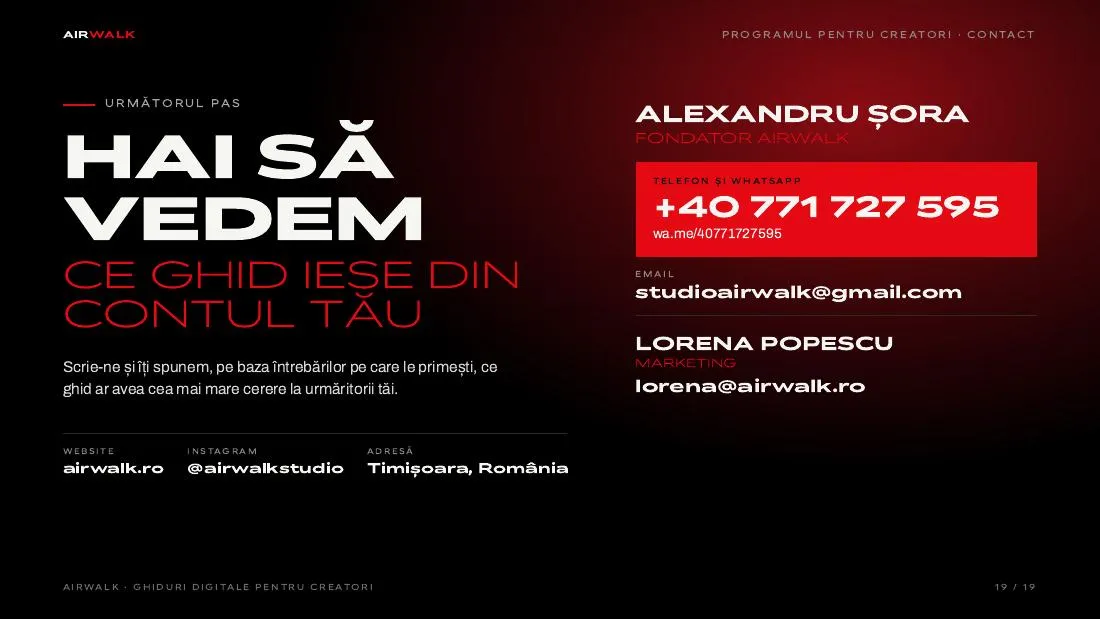 AIRWALK
PROGRAMUL PENTRU CREATORI · CONTACT
URMĂTORUL PAS
HAI SĂ
VEDEM
CE GHID IESE DIN
CONTUL TĂU
Scrie-ne și îți spunem, pe baza întrebărilor pe care le primești, ce
ghid ar avea cea mai mare cerere la urmăritorii tăi.
WEBSITE
airwalk.ro
INSTAGRAM
@airwalkstudio
ADRESĂ
Timișoara, România
ALEXANDRU ȘORA
FONDATOR AIRWALK
TELEFON ȘI WHATSAPP
+40 771 727 595
wa.me/40771727595
EMAIL
studioairwalk@gmail.com
LORENA POPESCU
MARKETING
lorena@airwalk.ro
AIRWALK · GHIDURI DIGITALE PENTRU CREATORI
19 / 19